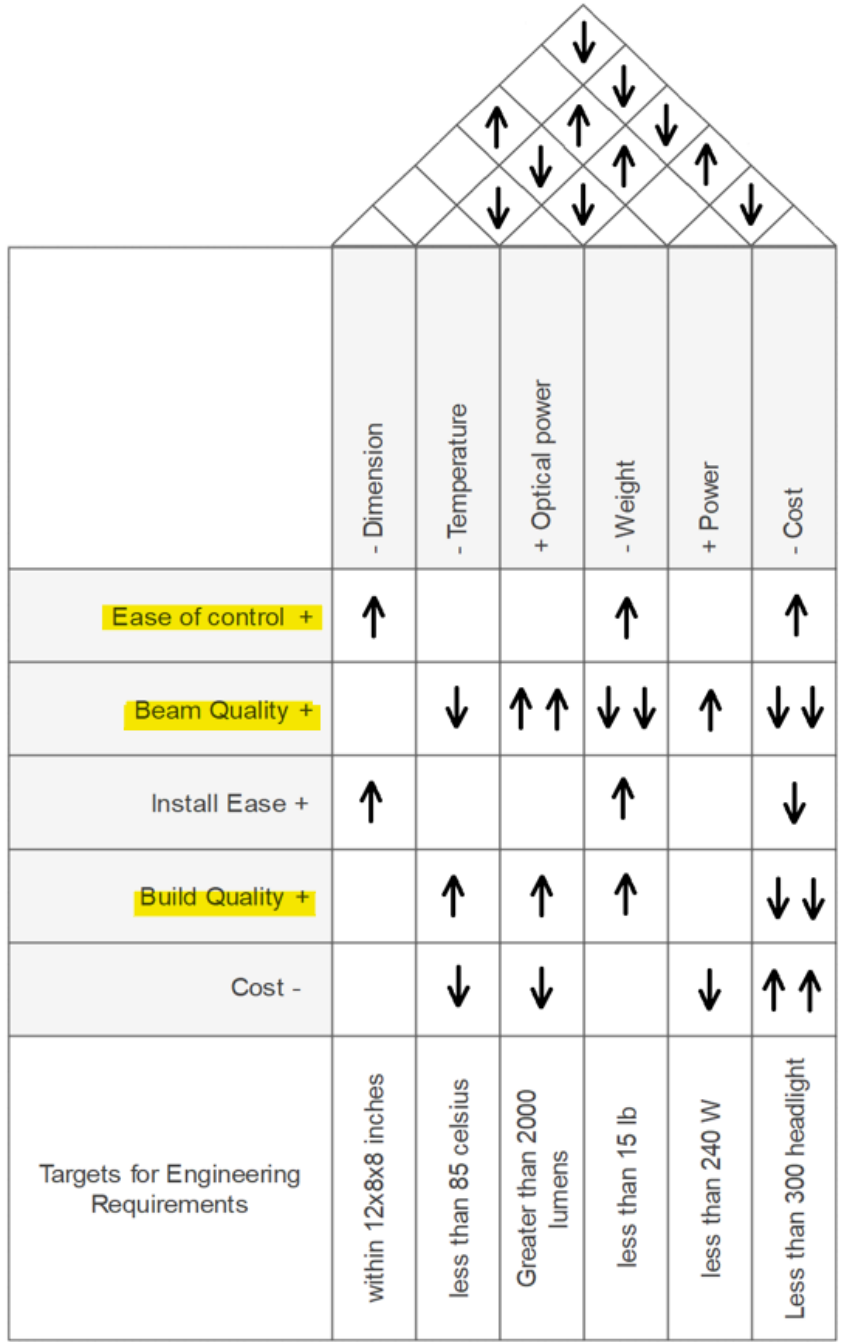 - Dimension
- Temperature
+ Optical power
- Weight
+ Power
- Cost
Ease of control +
Beam Quality +
Install Ease +
Build Quality +
Cost -
Targets for Engineering
Requirements
within 12x8x8 inches
less than 85 celsius
Greater than 2000
lumens
less than 15 lb
less than 240 W
Less than 300 headlight